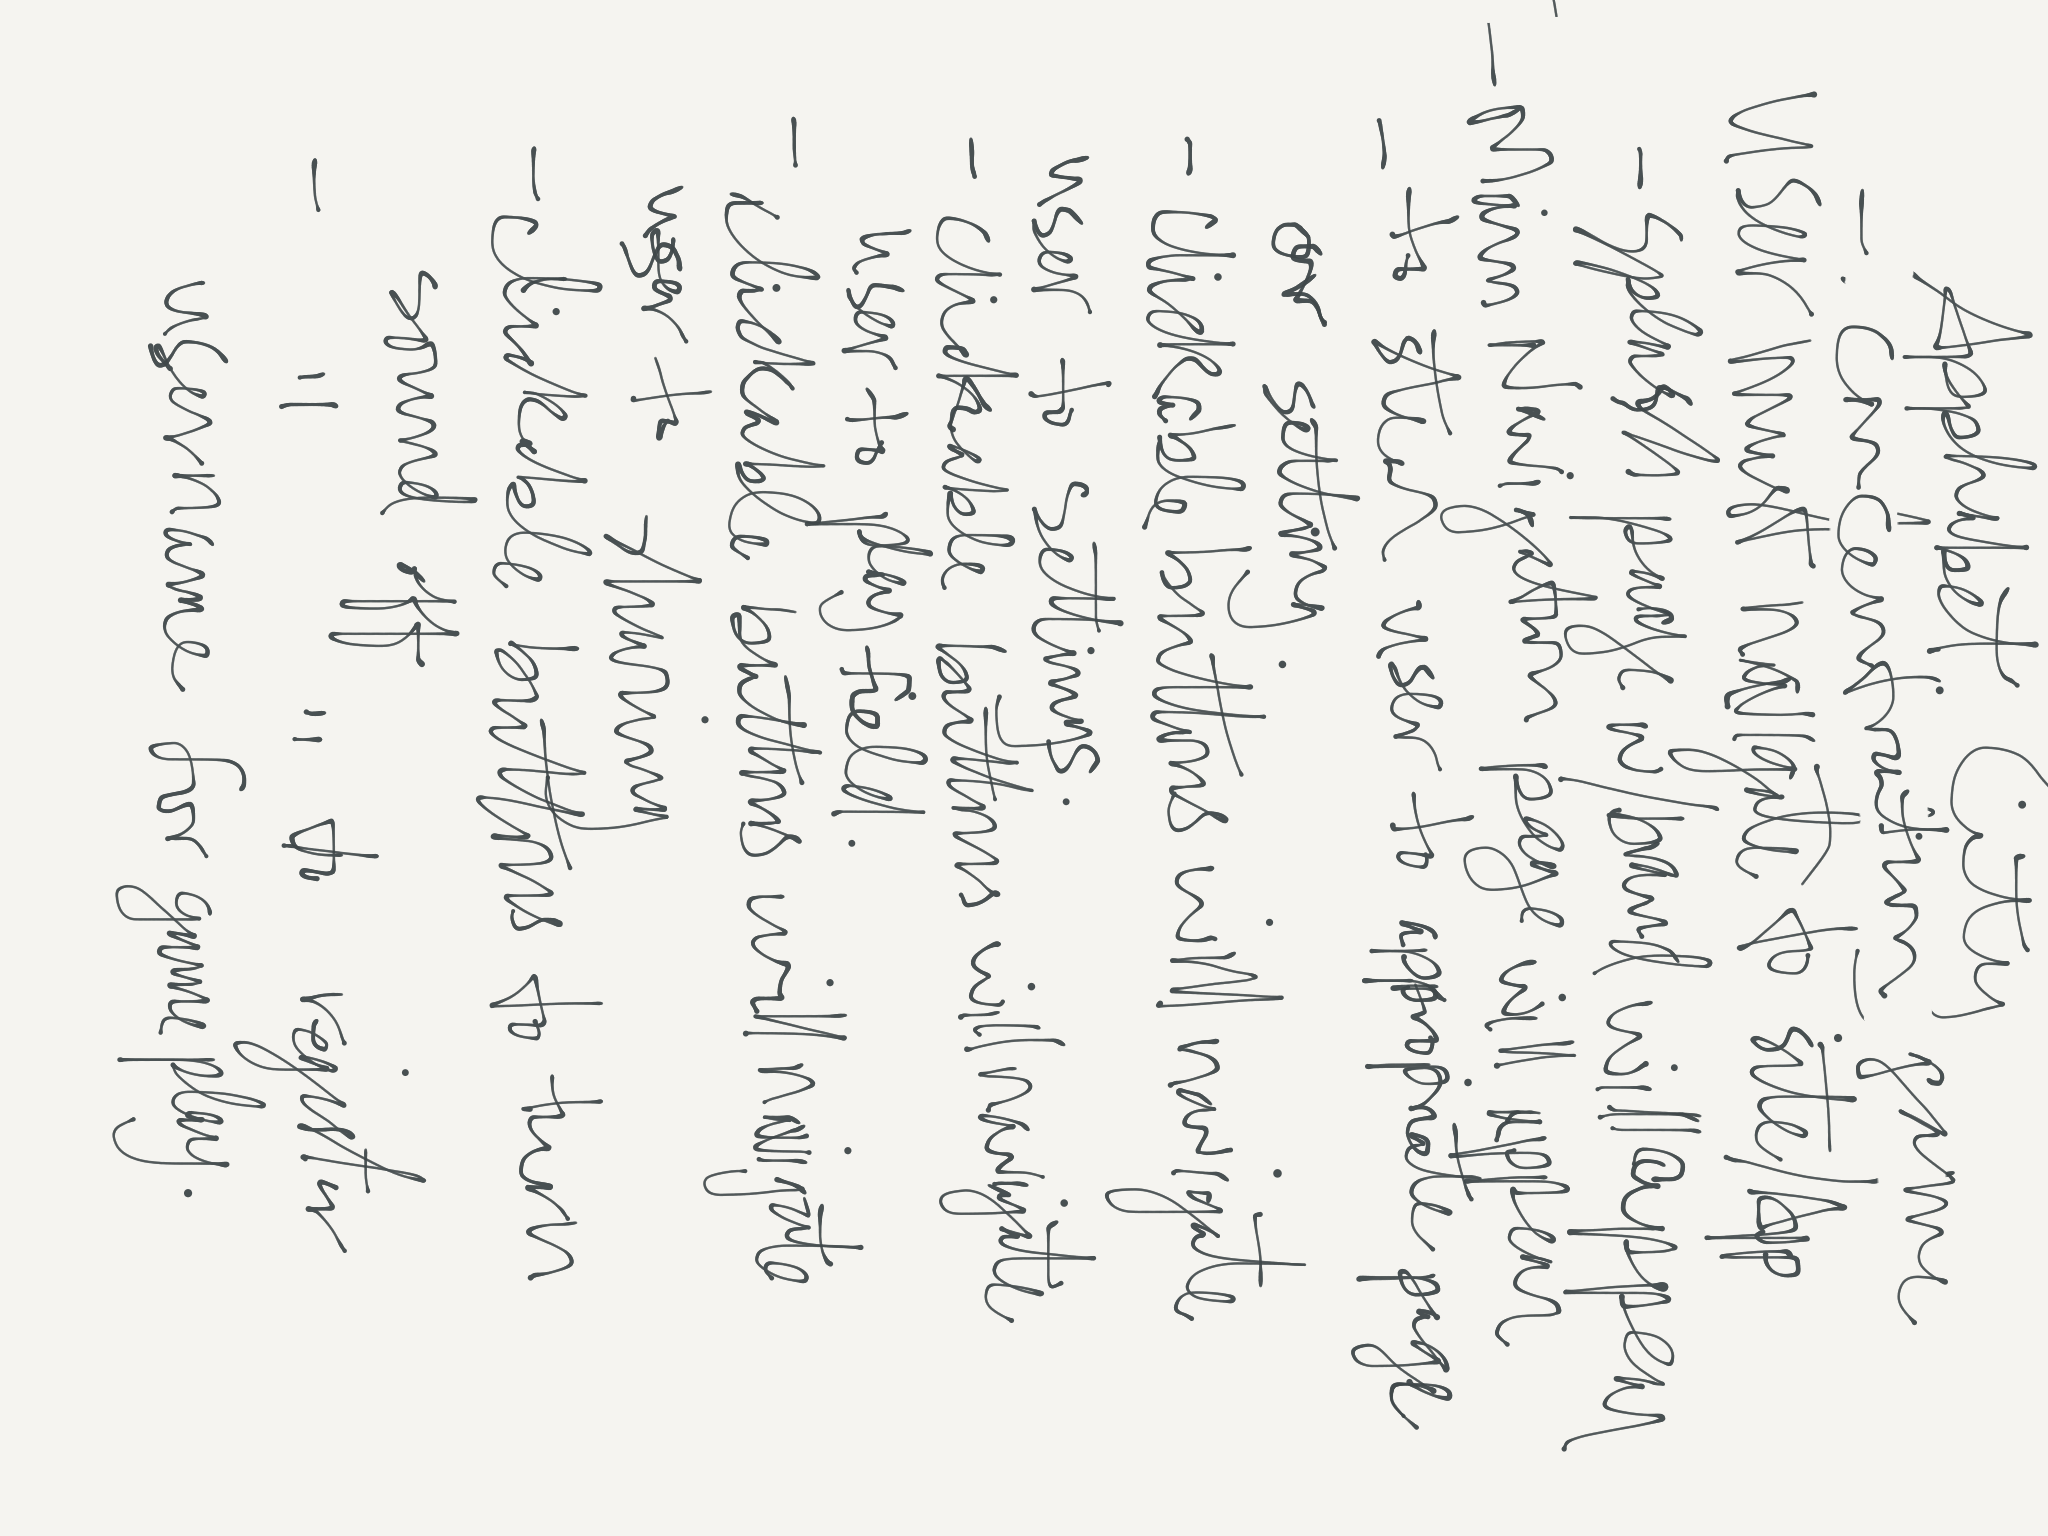 Alphabet City
- Concentration game
User Must navigate to site/app
- Splash Page w/ brand will appear
- Main Navigation Page will appear
- to start user to appropriate page
or setting
- Clickable buttons will navigate
user to settings.
- Clickable buttons will navigate
user to play field.
- Clickable buttons will navigate
user to
- Clickable buttons to turn
sound off
- " " to register
username for game play.